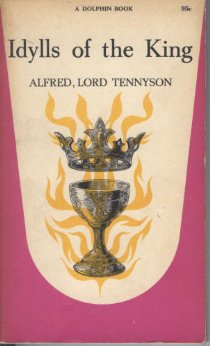 A DOLPHIN BOOK
95c
Idylls of the King
ALFRED, LORD TENNYSON